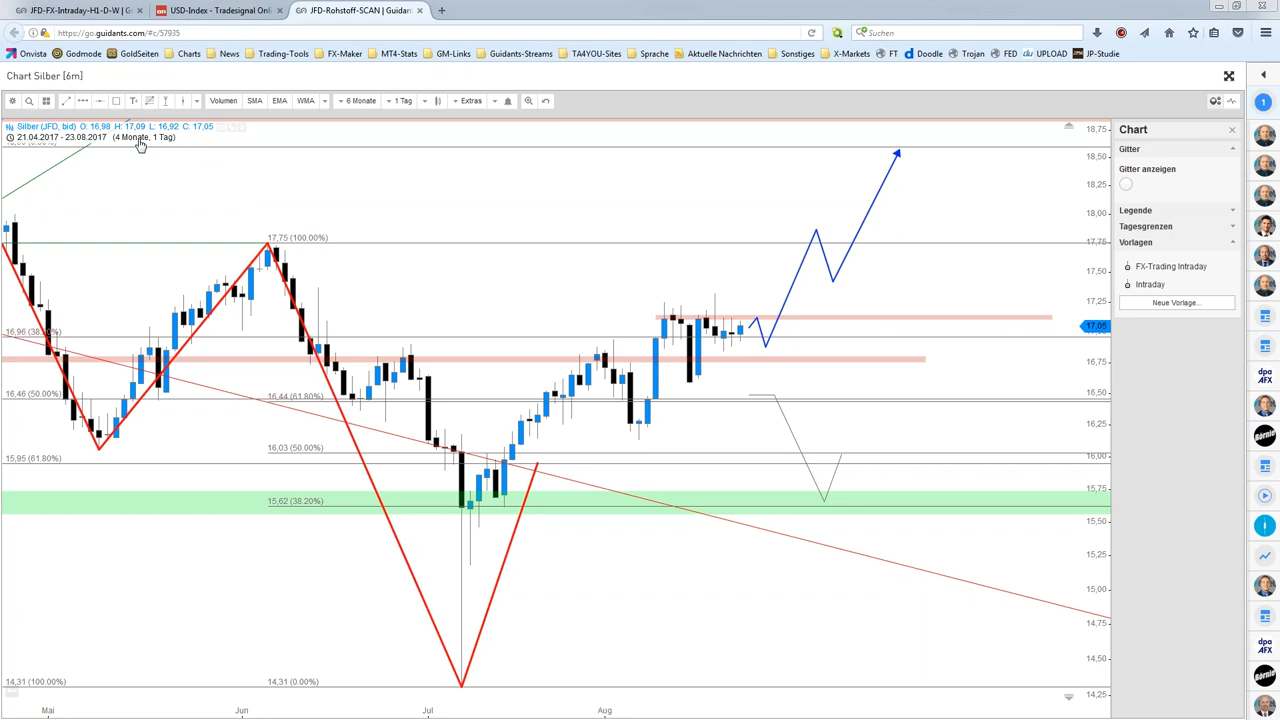 JFD-FX-Intraday-H1-D-W | G
USD-Index - Tradesignal Onl
JFD-Rohstoff-SCAN | Guidan
https://go.guidants.com/#c/57935
Suchen
Onvista
Godmode
GoldSeiten
Charts
News
Trading-Tools
FX-Maker
MT4-Stats
GM-Links
Guidants-Streams
TA4YOU-Sites
Sprache
Aktuelle Nachrichten
Sonstiges
X-Markets
FT
Doodle
Trojan
FED
UPLOAD
JP-Studie
Chart Silber [6m]
Volumen
SMA
EMA
WMA
6 Monate
1 Tag
Extras
Silber (JFD, bid) O: 16,98 H: 17,09 L: 16,92 C: 17,05
21.04.2017 - 23.08.2017 (4 Monate, 1 Tag)
17,75 (100.00%)
16,46 (50.00%)
16,44 (61.80%)
16,03 (50.00%)
15,95 (61.80%)
15,62 (38.20%)
14,31 (100.00%)
14,31 (0.00%)
18,75
18,50
18,25
18,00
17,75
17,50
17,25
17,05
16,75
16,50
16,25
16,00
15,75
15,50
15,25
15,00
14,75
14,50
14,25
Mai
Jun
Jul
Aug
Chart
Gitter
Gitter anzeigen
Legende
Tagesgrenzen
Vorlagen
FX-Trading Intraday
Intraday
Neue Vorlage...
1
dpa
AFX
Börnie
dpa
AFX
Börnie